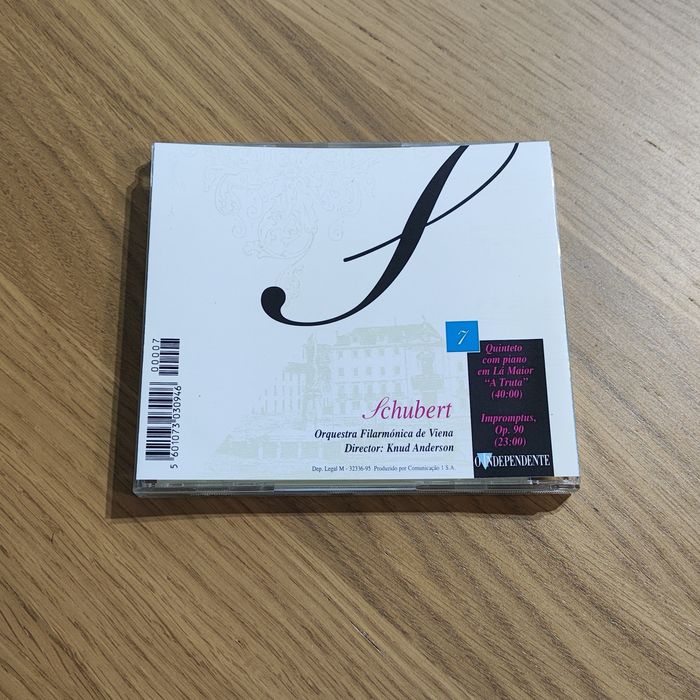 7
Quinteto
com piano
em Lá Maior
“A Truta”
(40:00)
Impromptus,
Op. 90
(23:00)
O INDEPENDENTE
Schubert
Orquestra Filarmónica de Viena
Director: Knud Anderson
Dep. Legal M - 32336-95 Produzido por Comunicação 1 S.A.
00007
5 601073 030946